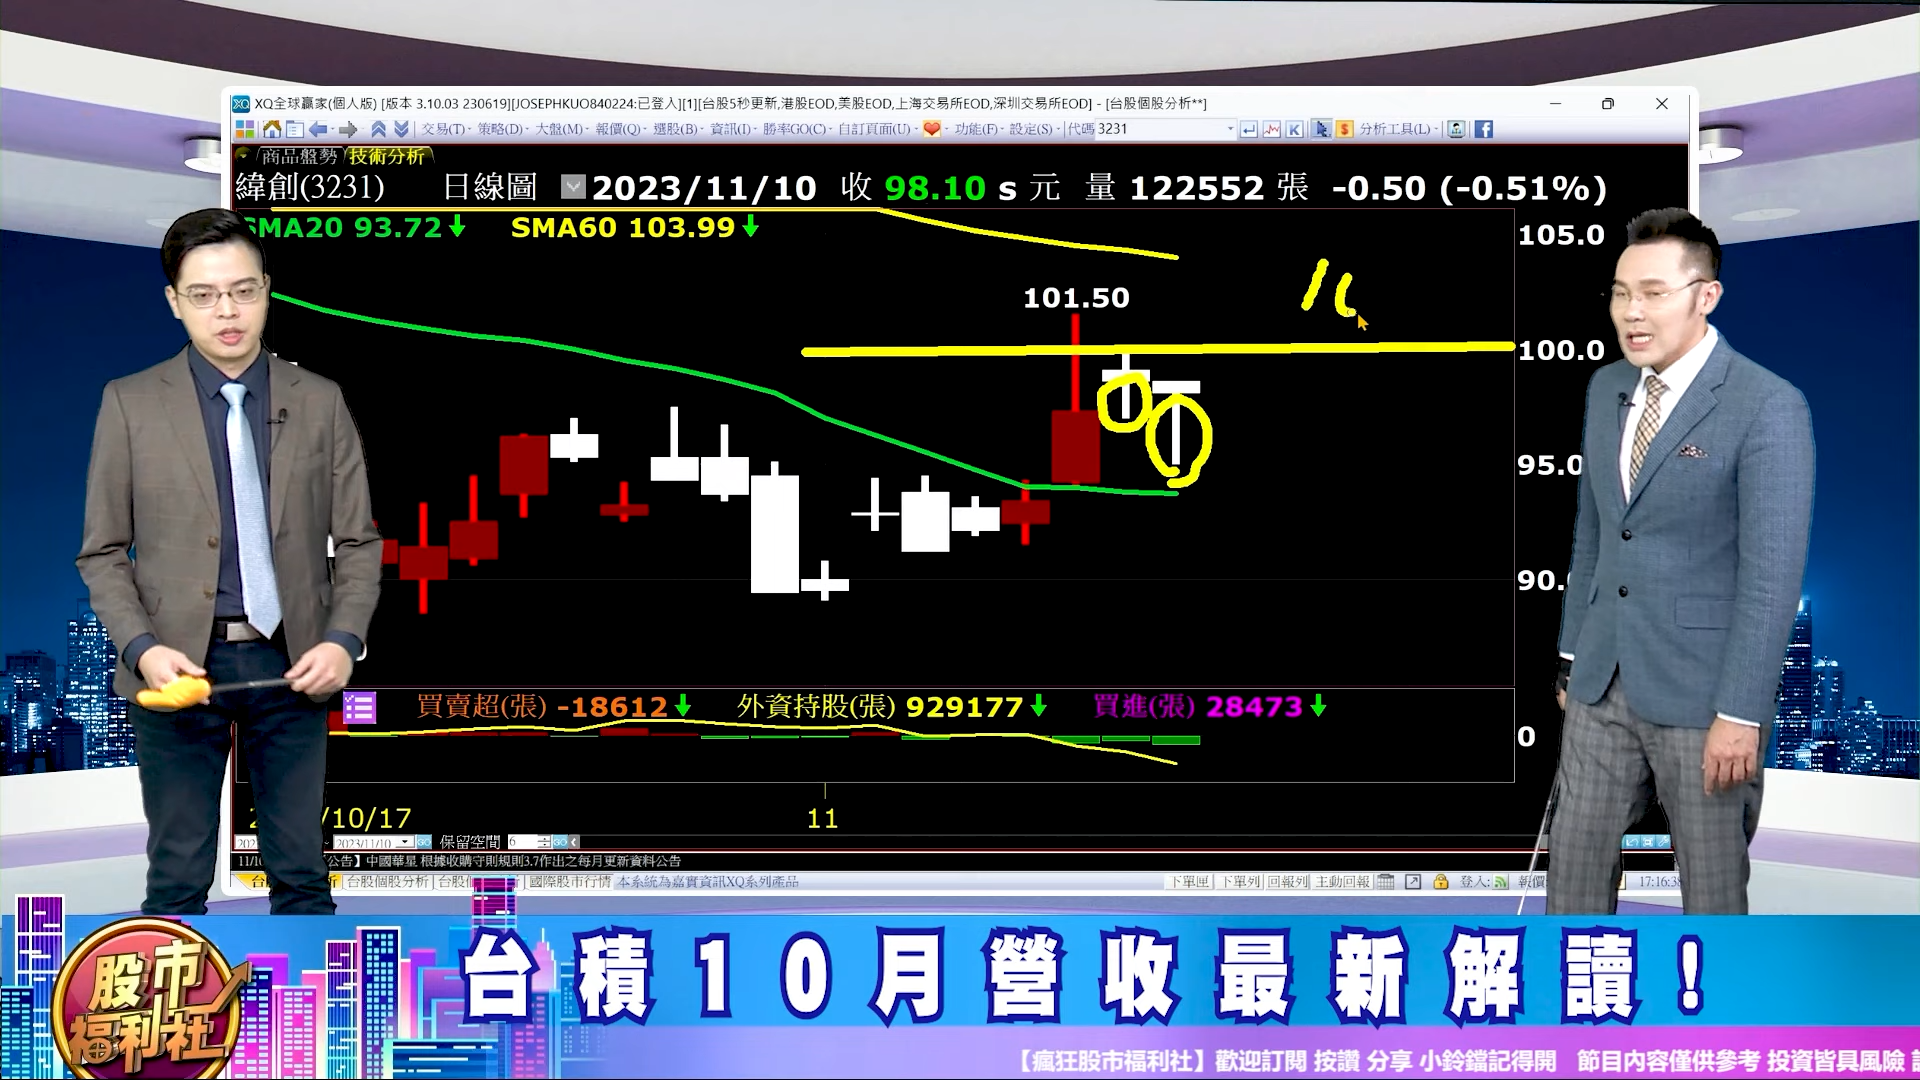 XQ全球贏家(個人版) [版本 3.10.03 230619][JOSEPHKUO840224:已登入][1][台股5秒更新,港股EOD,美股EOD,上海交易所EOD,深圳交易所EOD] - [台股個股分析**]
交易(T) 策略(D) 大盤(M) 報價(Q) 選股(B) 資訊(I) 勝率GO(C) 自訂頁面(U) 功能(F) 設定(S) 代碼 3231 分析工具(L)
商品盤勢 技術分析
緯創(3231) 日線圖 2023/11/10 收 98.10 s 元 量 122552 張 -0.50 (-0.51%)
SMA20 93.72 SMA60 103.99
105.0
101.50
100.0
95.0
90.
買賣超(張) -18612 外資持股(張) 929177 買進(張) 28473
0
/10/17 11
2023/11/10 保留空間 6
公告】中國華星 根據收購守則規則3.7作出之每月更新資料公告
台股個股分析 國際股市行情 本系統為嘉實資訊XQ系列產品 下單匣 下單列 回報列 主動回報 登入: 17:16:38
台積10月營收最新解讀!
股市
福利社
【瘋狂股市福利社】歡迎訂閱 按讚 分享 小鈴鐺記得開 節目內容僅供參考 投資皆具風險